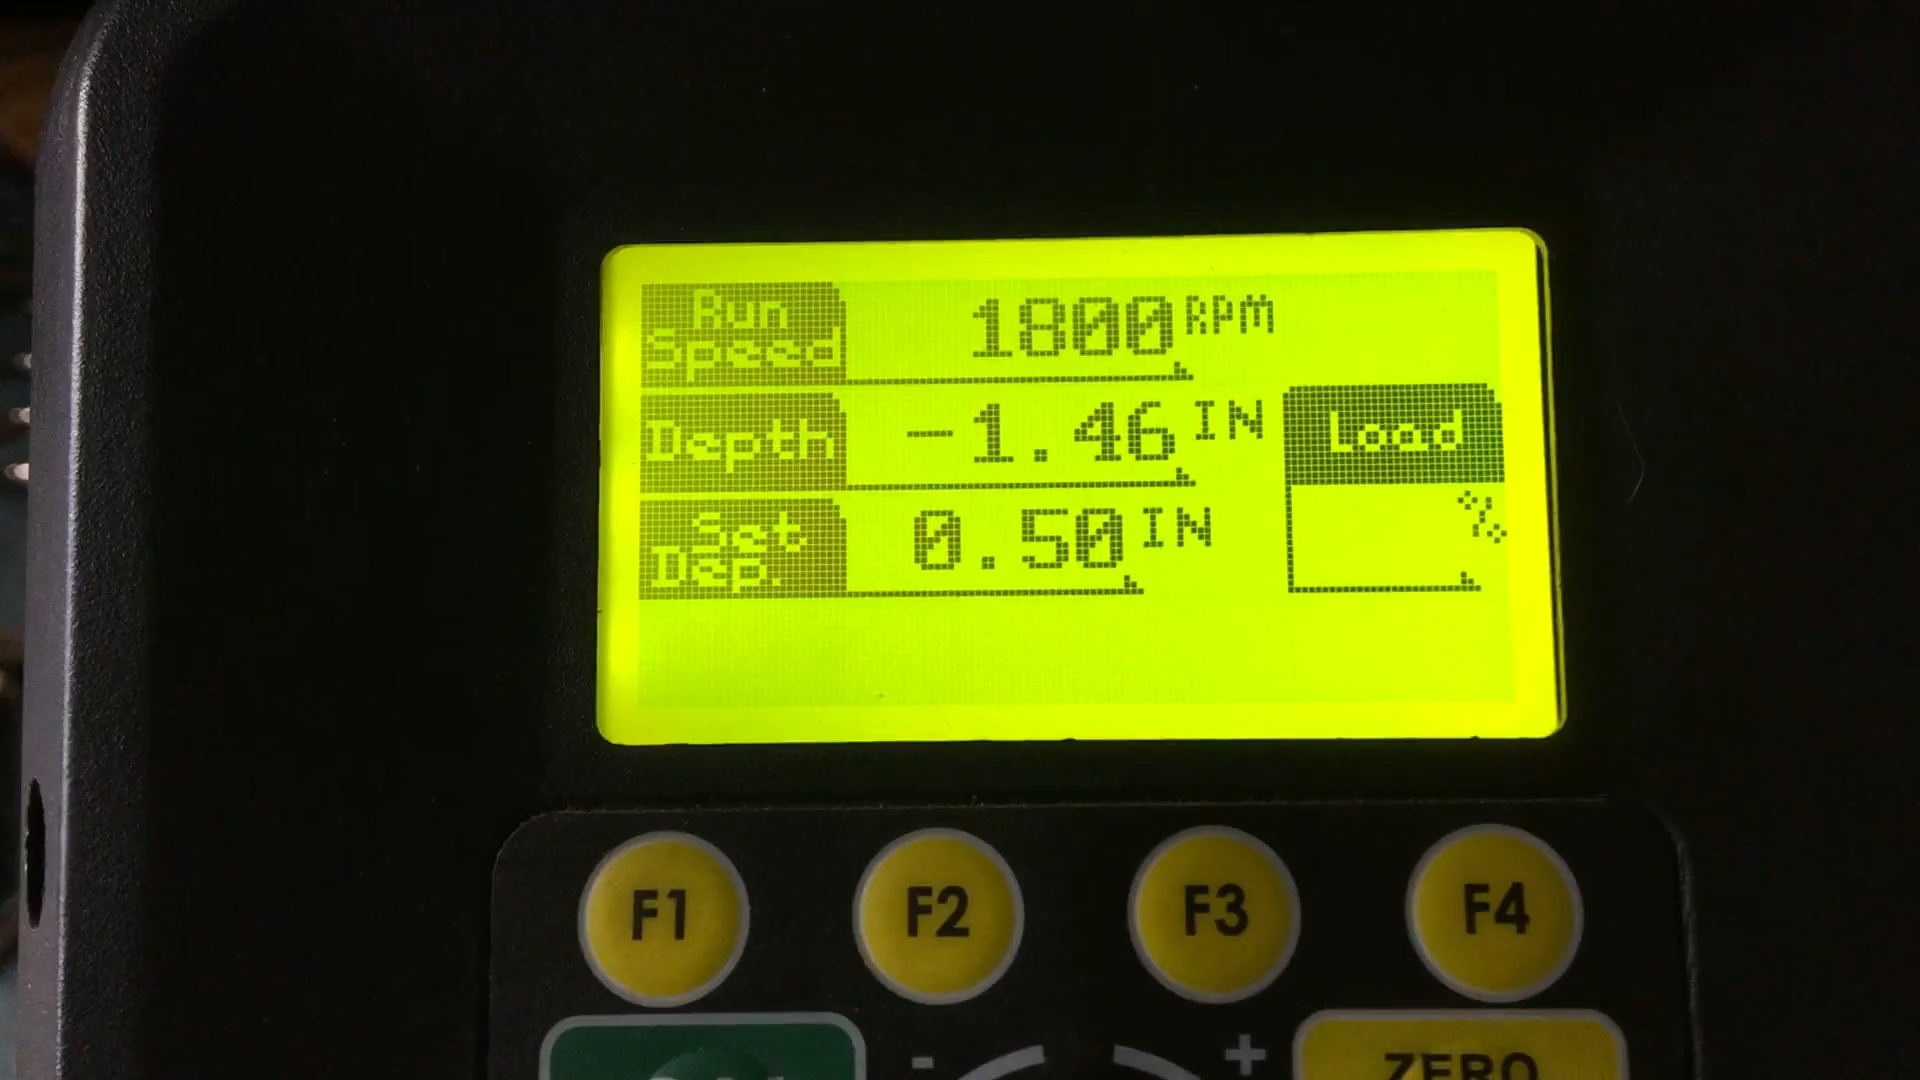 Run
Speed
1800 RPM
Depth
-1.46 IN
Load
%
Set
Dep.
0.50 IN
F1
F2
F3
F4
-
+
ZERO